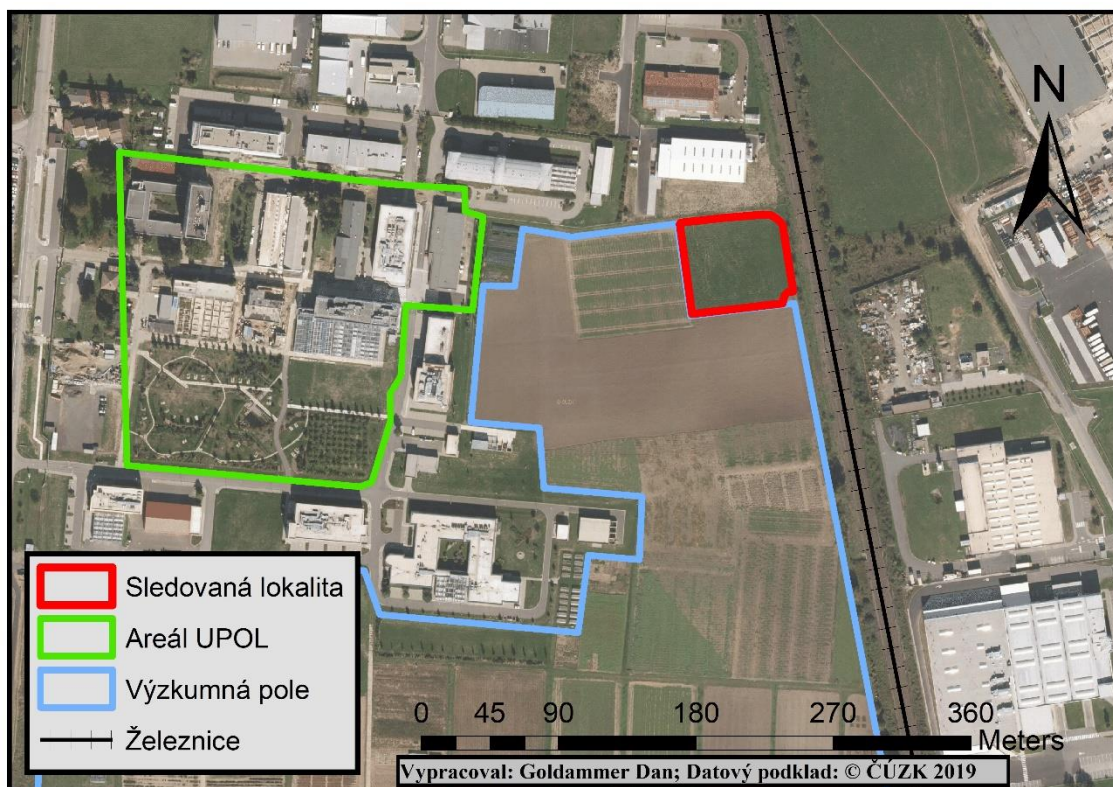 N
Sledovaná lokalita
Areál UPOL
Výzkumná pole
Železnice
0 45 90 180 270 360
Meters
Vypracoval: Goldammer Dan; Datový podklad: © ČÚZK 2019